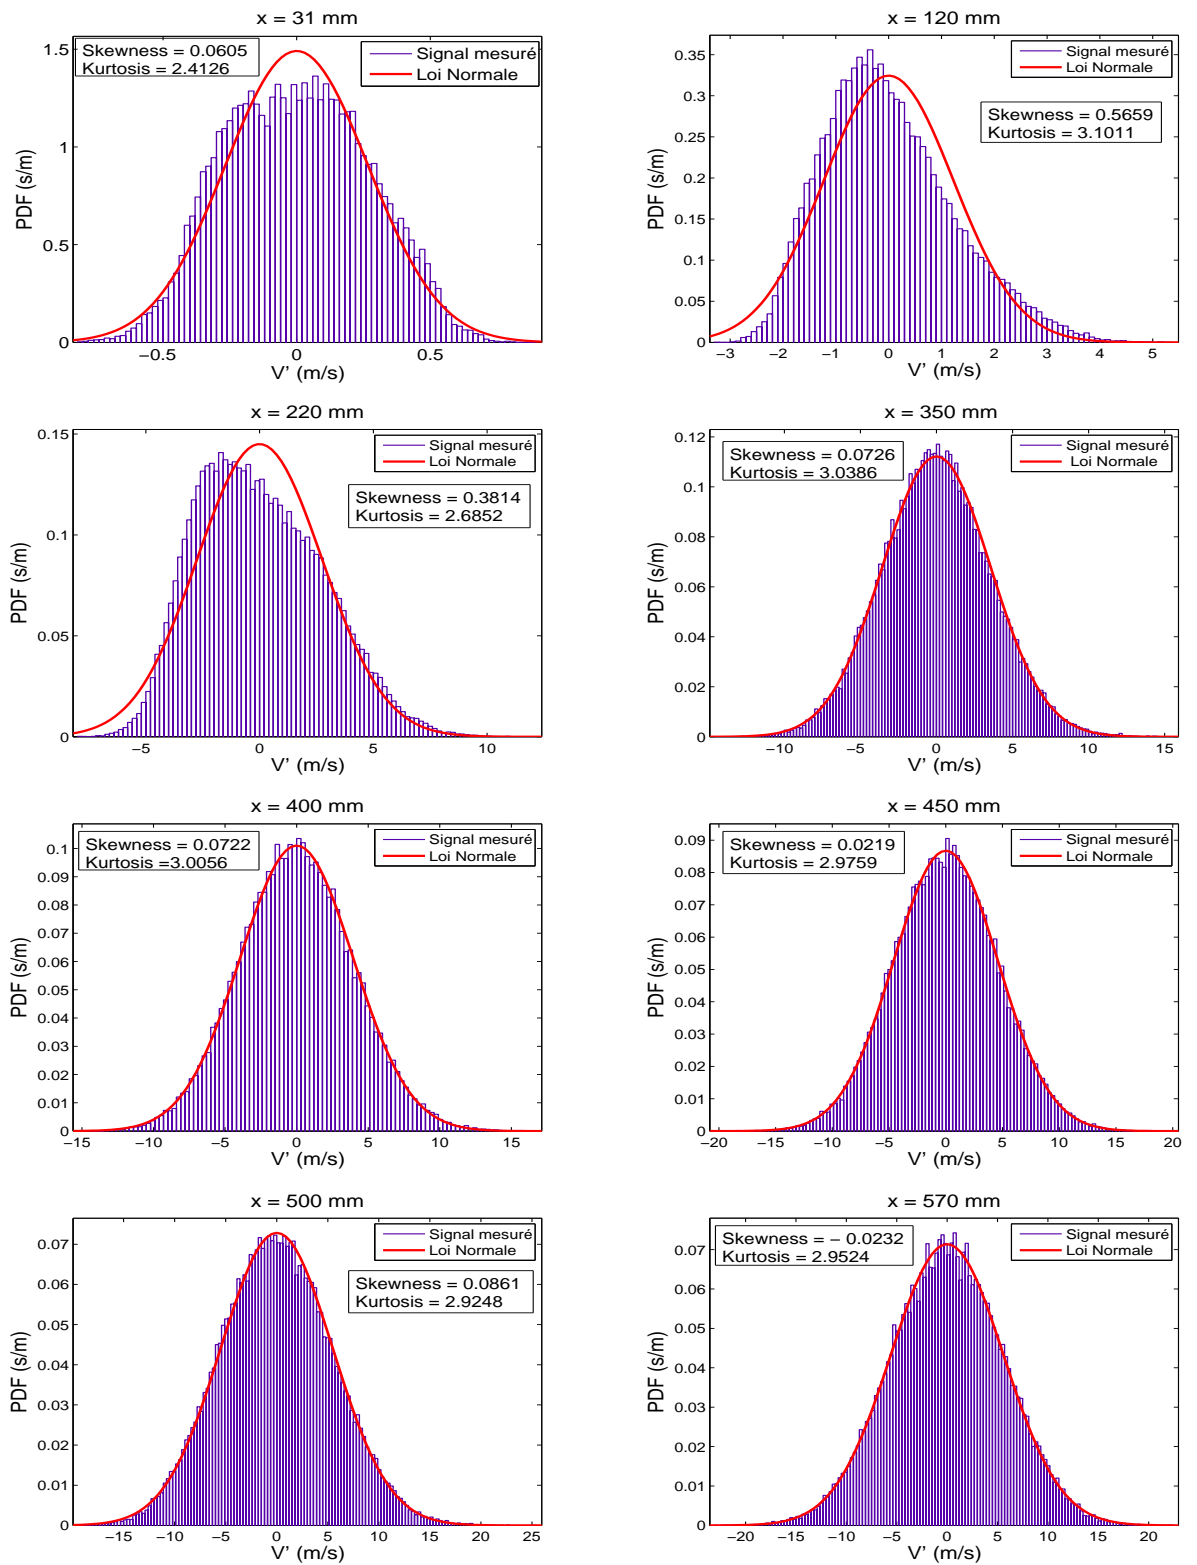 x = 31 mm
Skewness = 0.0605
Kurtosis = 2.4126
Signal mesuré
Loi Normale
PDF (s/m)
1.5
1
0.5
0
−0.5
0
0.5
V' (m/s)
x = 120 mm
Signal mesuré
Loi Normale
Skewness = 0.5659
Kurtosis = 3.1011
PDF (s/m)
0.35
0.3
0.25
0.2
0.15
0.1
0.05
0
−3
−2
−1
0
1
2
3
4
5
V' (m/s)
x = 220 mm
Signal mesuré
Loi Normale
Skewness = 0.3814
Kurtosis = 2.6852
PDF (s/m)
0.15
0.1
0.05
0
−5
0
5
10
V' (m/s)
x = 350 mm
Skewness = 0.0726
Kurtosis = 3.0386
Signal mesuré
Loi Normale
PDF (s/m)
0.12
0.1
0.08
0.06
0.04
0.02
0
−10
−5
0
5
10
15
V' (m/s)
x = 400 mm
Skewness = 0.0722
Kurtosis =3.0056
Signal mesuré
Loi Normale
PDF (s/m)
0.1
0.09
0.08
0.07
0.06
0.05
0.04
0.03
0.02
0.01
0
−15
−10
−5
0
5
10
15
V' (m/s)
x = 450 mm
Skewness = 0.0219
Kurtosis = 2.9759
Signal mesuré
Loi Normale
PDF (s/m)
0.09
0.08
0.07
0.06
0.05
0.04
0.03
0.02
0.01
0
−20
−15
−10
−5
0
5
10
15
20
V' (m/s)
x = 500 mm
Signal mesuré
Loi Normale
Skewness = 0.0861
Kurtosis = 2.9248
PDF (s/m)
0.07
0.06
0.05
0.04
0.03
0.02
0.01
0
−15
−10
−5
0
5
10
15
20
25
V' (m/s)
x = 570 mm
Skewness = − 0.0232
Kurtosis = 2.9524
Signal mesuré
Loi Normale
PDF (s/m)
0.07
0.06
0.05
0.04
0.03
0.02
0.01
0
−20
−15
−10
−5
0
5
10
15
20
V' (m/s)